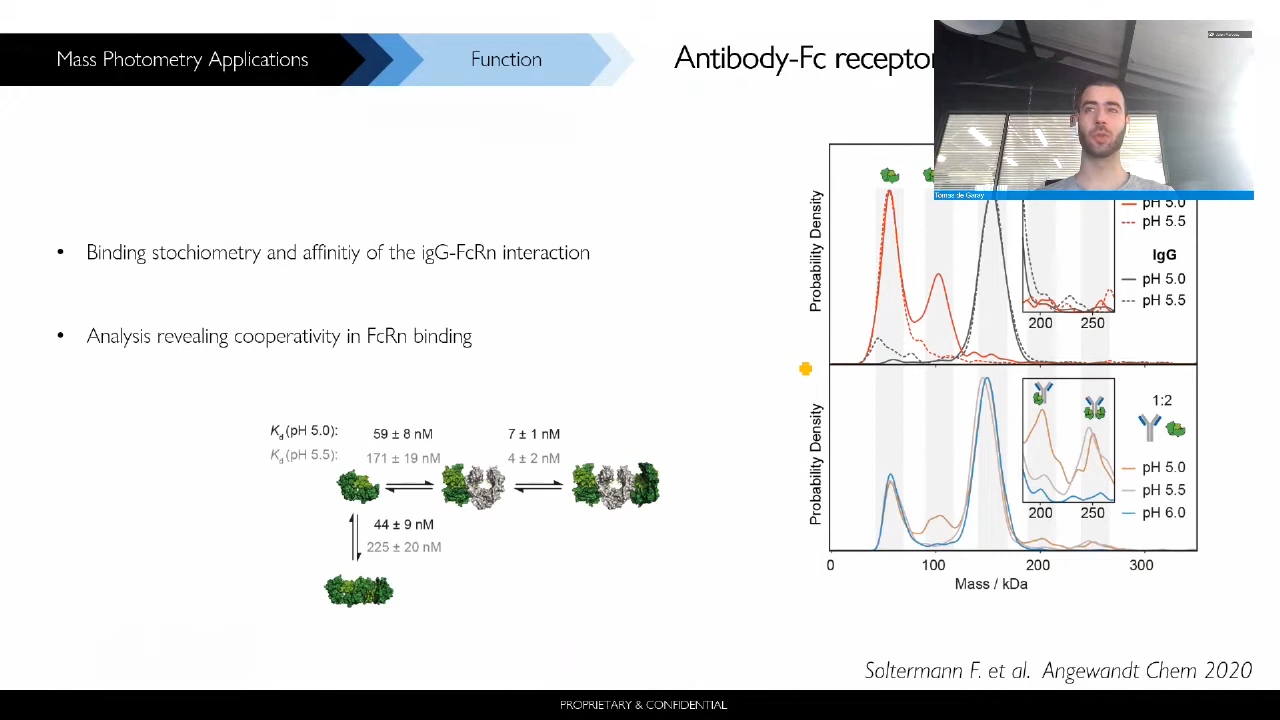 Mass Photometry Applications
Function
Antibody-Fc receptor
Tomas de Garay
• Binding stochiometry and affinitiy of the igG-FcRn interaction
• Analysis revealing cooperativity in FcRn binding
Kd (pH 5.0): 59 ± 8 nM 7 ± 1 nM
Kd (pH 5.5): 171 ± 19 nM 4 ± 2 nM
44 ± 9 nM
225 ± 20 nM
Probability Density
pH 5.0
pH 5.5
IgG
pH 5.0
pH 5.5
200 250
Probability Density
1:2
pH 5.0
pH 5.5
pH 6.0
200 250
0 100 200 300
Mass / kDa
Soltermann F. et al. Angewandt Chem 2020
PROPRIETARY & CONFIDENTIAL